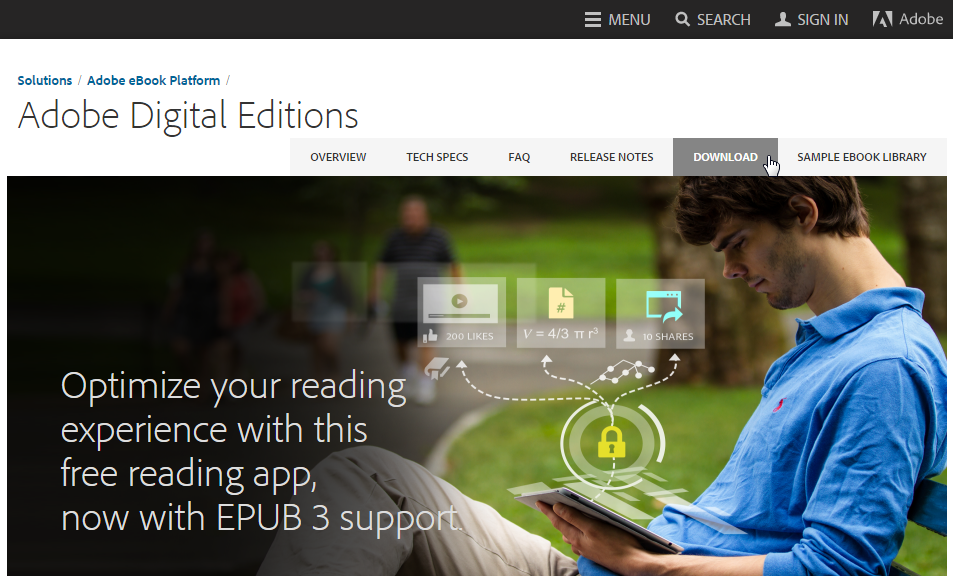 MENU SEARCH SIGN IN Adobe
Solutions / Adobe eBook Platform /
Adobe Digital Editions
OVERVIEW TECH SPECS FAQ RELEASE NOTES DOWNLOAD SAMPLE EBOOK LIBRARY
#
200 LIKES V = 4/3 π r³ 10 SHARES
Optimize your reading
experience with this
free reading app,
now with EPUB 3 support.